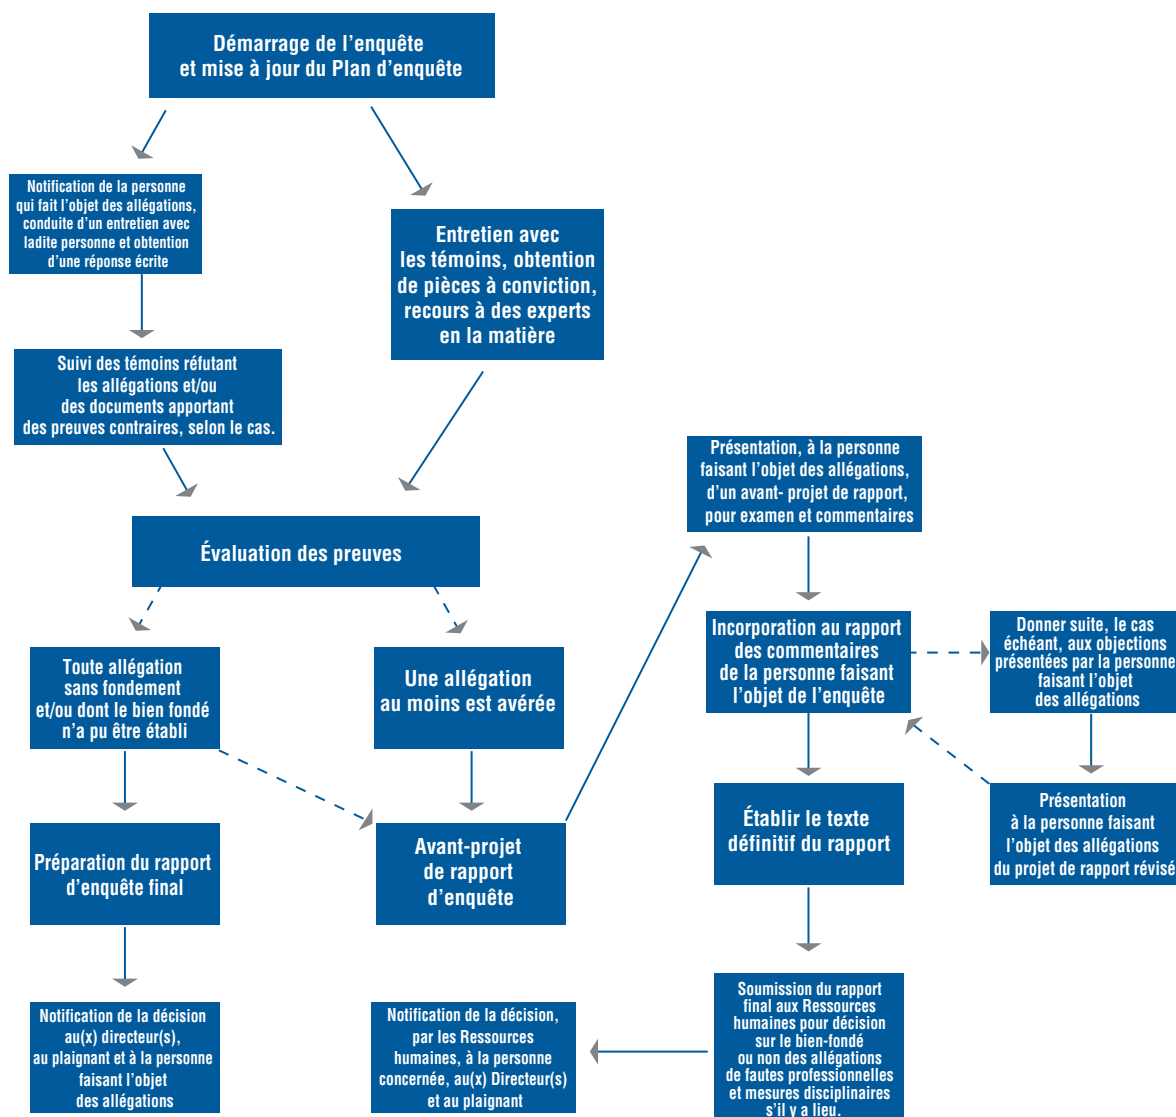 Démarrage de l'enquête
et mise à jour du Plan d'enquête
Notification de la personne
qui fait l'objet des allégations,
conduite d'un entretien avec
ladite personne et obtention
d'une réponse écrite
Entretien avec
les témoins, obtention
de pièces à conviction,
recours à des experts
en la matière
Suivi des témoins réfutant
les allégations et/ou
des documents apportant
des preuves contraires, selon le cas.
Évaluation des preuves
Toute allégation
sans fondement
et/ou dont le bien fondé
n'a pu être établi
Une allégation
au moins est avérée
Préparation du rapport
d'enquête final
Avant-projet
de rapport
d'enquête
Notification de la décision
au(x) directeur(s),
au plaignant et à la personne
faisant l'objet
des allégations
Présentation, à la personne
faisant l'objet des allégations,
d'un avant- projet de rapport,
pour examen et commentaires
Incorporation au rapport
des commentaires
de la personne faisant
l'objet de l'enquête
Donner suite, le cas
échéant, aux objections
présentées par la personne
faisant l'objet
des allégations
Présentation
à la personne faisant
l'objet des allégations
du projet de rapport révisé
Établir le texte
définitif du rapport
Soumission du rapport
final aux Ressources
humaines pour décision
sur le bien-fondé
ou non des allégations
de fautes professionnelles
et mesures disciplinaires
s'il y a lieu.
Notification de la décision,
par les Ressources
humaines, à la personne
concernée, au(x) Directeur(s)
et au plaignant